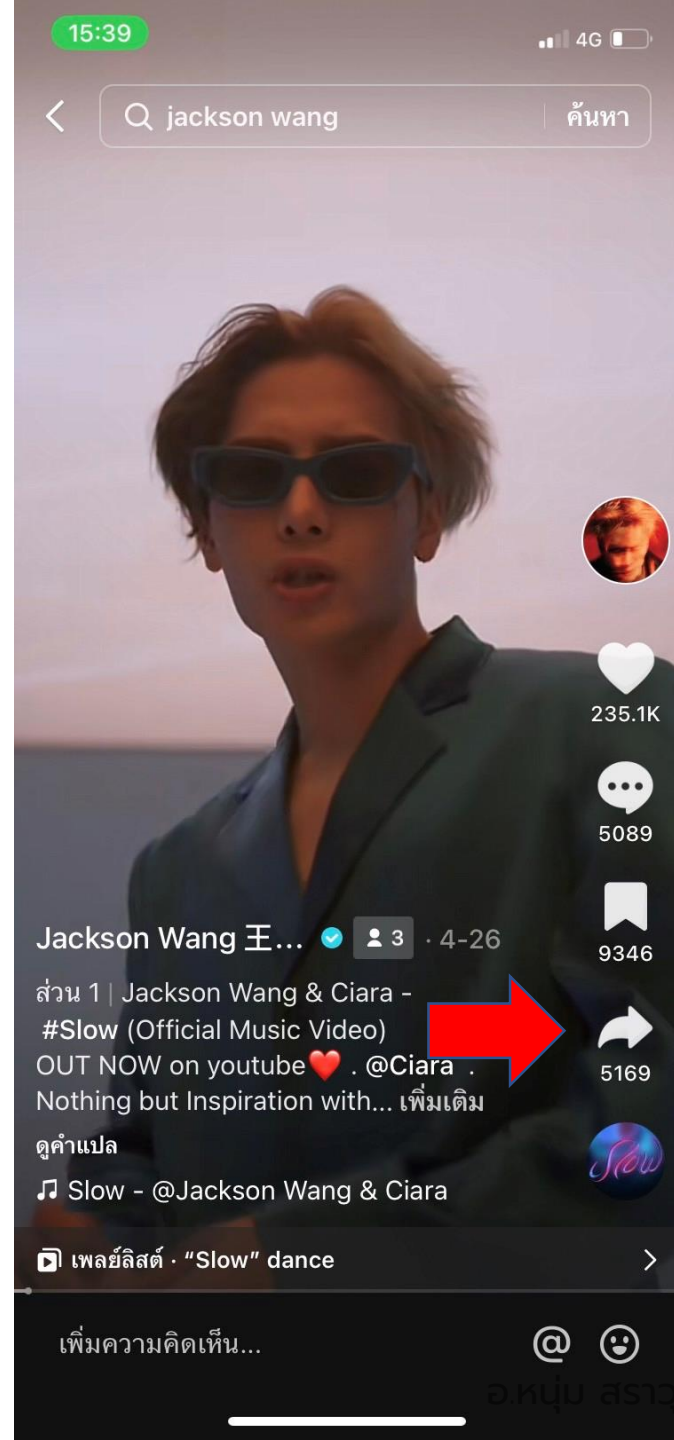 15:39
4G
jackson wang
ค้นหา
235.1K
5089
9346
5169
Jackson Wang 王... 3 · 4-26
ส่วน 1 | Jackson Wang & Ciara -
#Slow (Official Music Video)
OUT NOW on youtube❤️ . @Ciara .
Nothing but Inspiration with... เพิ่มเติม
ดูคำแปล
Slow - @Jackson Wang & Ciara
Slow
เพลย์ลิสต์ · “Slow” dance
เพิ่มความคิดเห็น...
@
อ.หนุ่ม